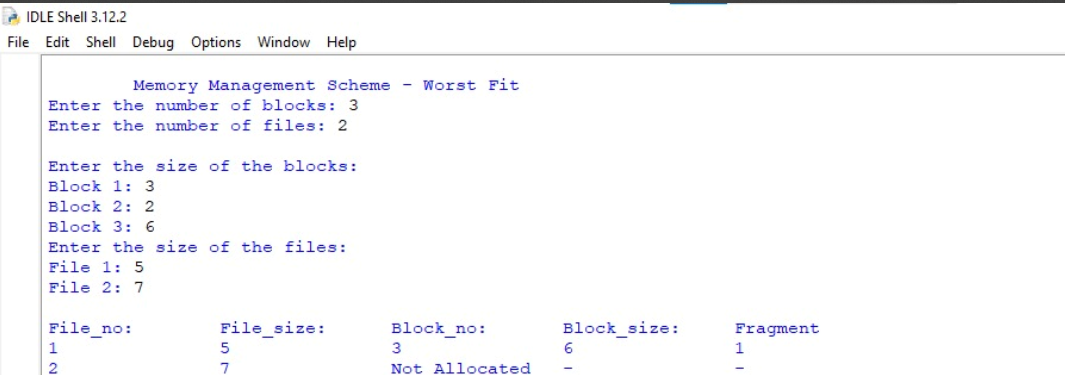 IDLE Shell 3.12.2
File Edit Shell Debug Options Window Help
Memory Management Scheme - Worst Fit
Enter the number of blocks: 3
Enter the number of files: 2
Enter the size of the blocks:
Block 1: 3
Block 2: 2
Block 3: 6
Enter the size of the files:
File 1: 5
File 2: 7
File_no: File_size: Block_no: Block_size: Fragment
1 5 3 6 1
2 7 Not Allocated - -